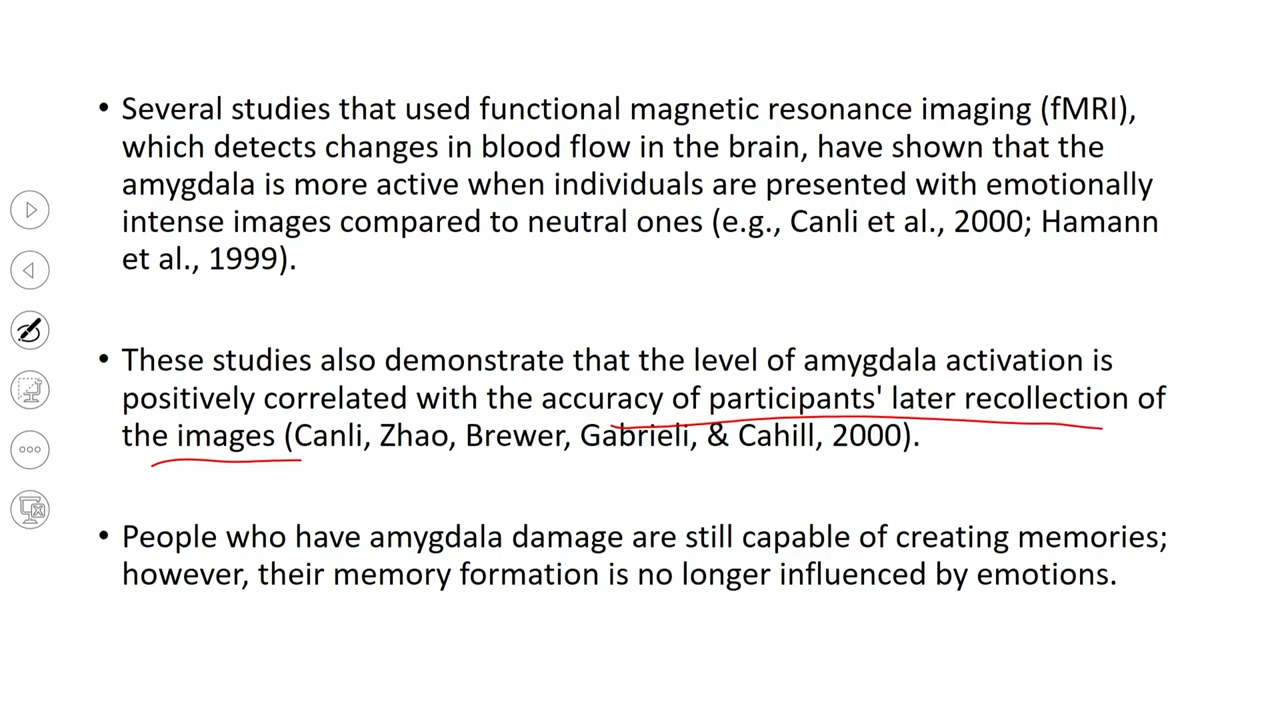 • Several studies that used functional magnetic resonance imaging (fMRI),
which detects changes in blood flow in the brain, have shown that the
amygdala is more active when individuals are presented with emotionally
intense images compared to neutral ones (e.g., Canli et al., 2000; Hamann
et al., 1999).
• These studies also demonstrate that the level of amygdala activation is
positively correlated with the accuracy of participants' later recollection of
the images (Canli, Zhao, Brewer, Gabrieli, & Cahill, 2000).
• People who have amygdala damage are still capable of creating memories;
however, their memory formation is no longer influenced by emotions.